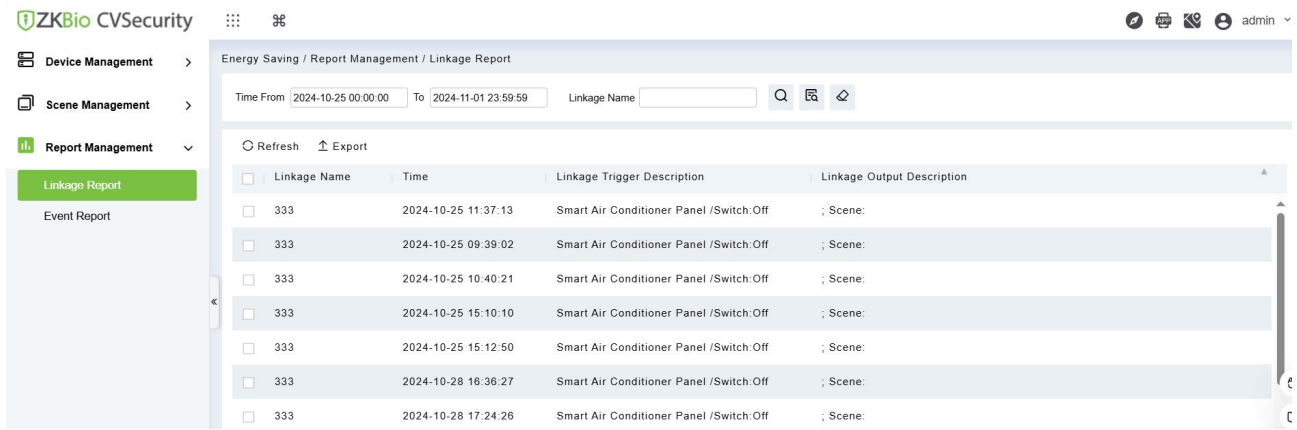 ZKBio CVSecurity
APP
admin
Device Management
Scene Management
Report Management
Linkage Report
Event Report
Energy Saving / Report Management / Linkage Report
Time From 2024-10-25 00:00:00 To 2024-11-01 23:59:59 Linkage Name
Refresh Export
Linkage Name Time Linkage Trigger Description Linkage Output Description
333 2024-10-25 11:37:13 Smart Air Conditioner Panel /Switch:Off ; Scene:
333 2024-10-25 09:39:02 Smart Air Conditioner Panel /Switch:Off ; Scene:
333 2024-10-25 10:40:21 Smart Air Conditioner Panel /Switch:Off ; Scene:
333 2024-10-25 15:10:10 Smart Air Conditioner Panel /Switch:Off ; Scene:
333 2024-10-25 15:12:50 Smart Air Conditioner Panel /Switch:Off ; Scene:
333 2024-10-28 16:36:27 Smart Air Conditioner Panel /Switch:Off ; Scene:
333 2024-10-28 17:24:26 Smart Air Conditioner Panel /Switch:Off ; Scene: